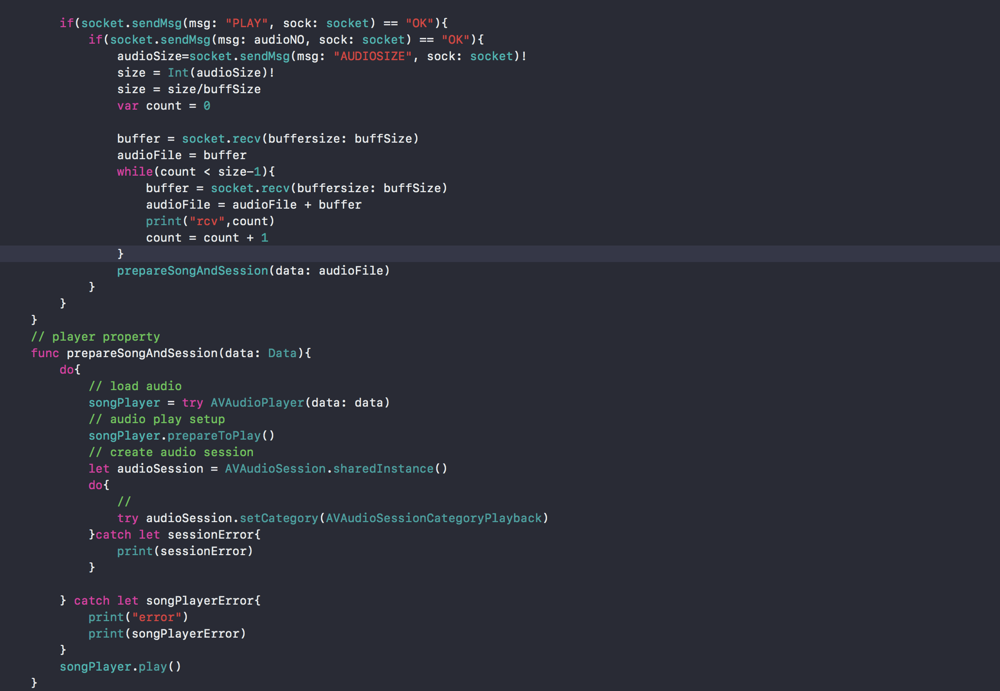 if(socket.sendMsg(msg: "PLAY", sock: socket) == "OK"){
if(socket.sendMsg(msg: audioNO, sock: socket) == "OK"){
audioSize=socket.sendMsg(msg: "AUDIOSIZE", sock: socket)!
size = Int(audioSize)!
size = size/buffSize
var count = 0
buffer = socket.recv(buffersize: buffSize)
audioFile = buffer
while(count < size-1){
buffer = socket.recv(buffersize: buffSize)
audioFile = audioFile + buffer
print("rcv",count)
count = count + 1
}
prepareSongAndSession(data: audioFile)
}
}
}
// player property
func prepareSongAndSession(data: Data){
do{
// load audio
songPlayer = try AVAudioPlayer(data: data)
// audio play setup
songPlayer.prepareToPlay()
// create audio session
let audioSession = AVAudioSession.sharedInstance()
do{
//
try audioSession.setCategory(AVAudioSessionCategoryPlayback)
}catch let sessionError{
print(sessionError)
}
} catch let songPlayerError{
print("error")
print(songPlayerError)
}
songPlayer.play()
}